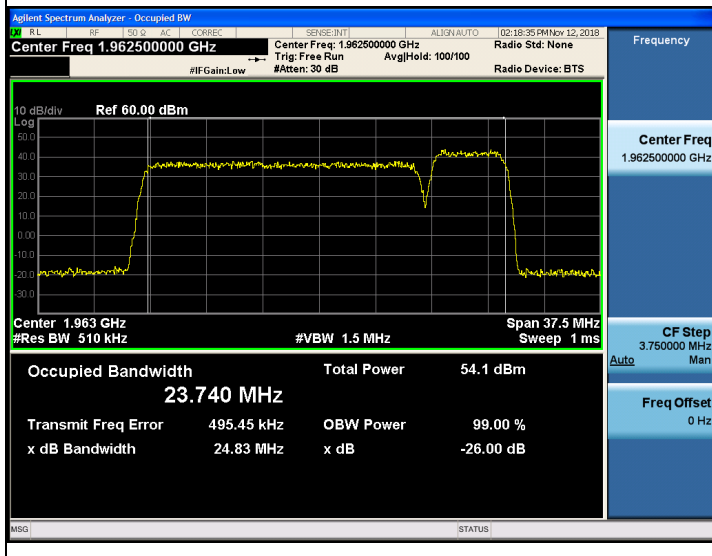 Agilent Spectrum Analyzer - Occupied BW
RL RF 50 Ω AC CORREC SENSE:INT ALIGN AUTO 02:18:35 PM Nov 12, 2018
Center Freq 1.962500000 GHz Center Freq: 1.962500000 GHz Radio Std: None Frequency
Trig: Free Run Avg|Hold: 100/100
#IFGain:Low #Atten: 30 dB Radio Device: BTS
10 dB/div Ref 60.00 dBm
Log
50.0
40.0
30.0
20.0
10.0
0.00
-10.0
-20.0
-30.0
Center 1.963 GHz Span 37.5 MHz
#Res BW 510 kHz #VBW 1.5 MHz Sweep 1 ms
Occupied Bandwidth Total Power 54.1 dBm
23.740 MHz
Transmit Freq Error 495.45 kHz OBW Power 99.00 %
x dB Bandwidth 24.83 MHz x dB -26.00 dB
Center Freq
1.962500000 GHz
CF Step
3.750000 MHz
Auto Man
Freq Offset
0 Hz
MSG STATUS